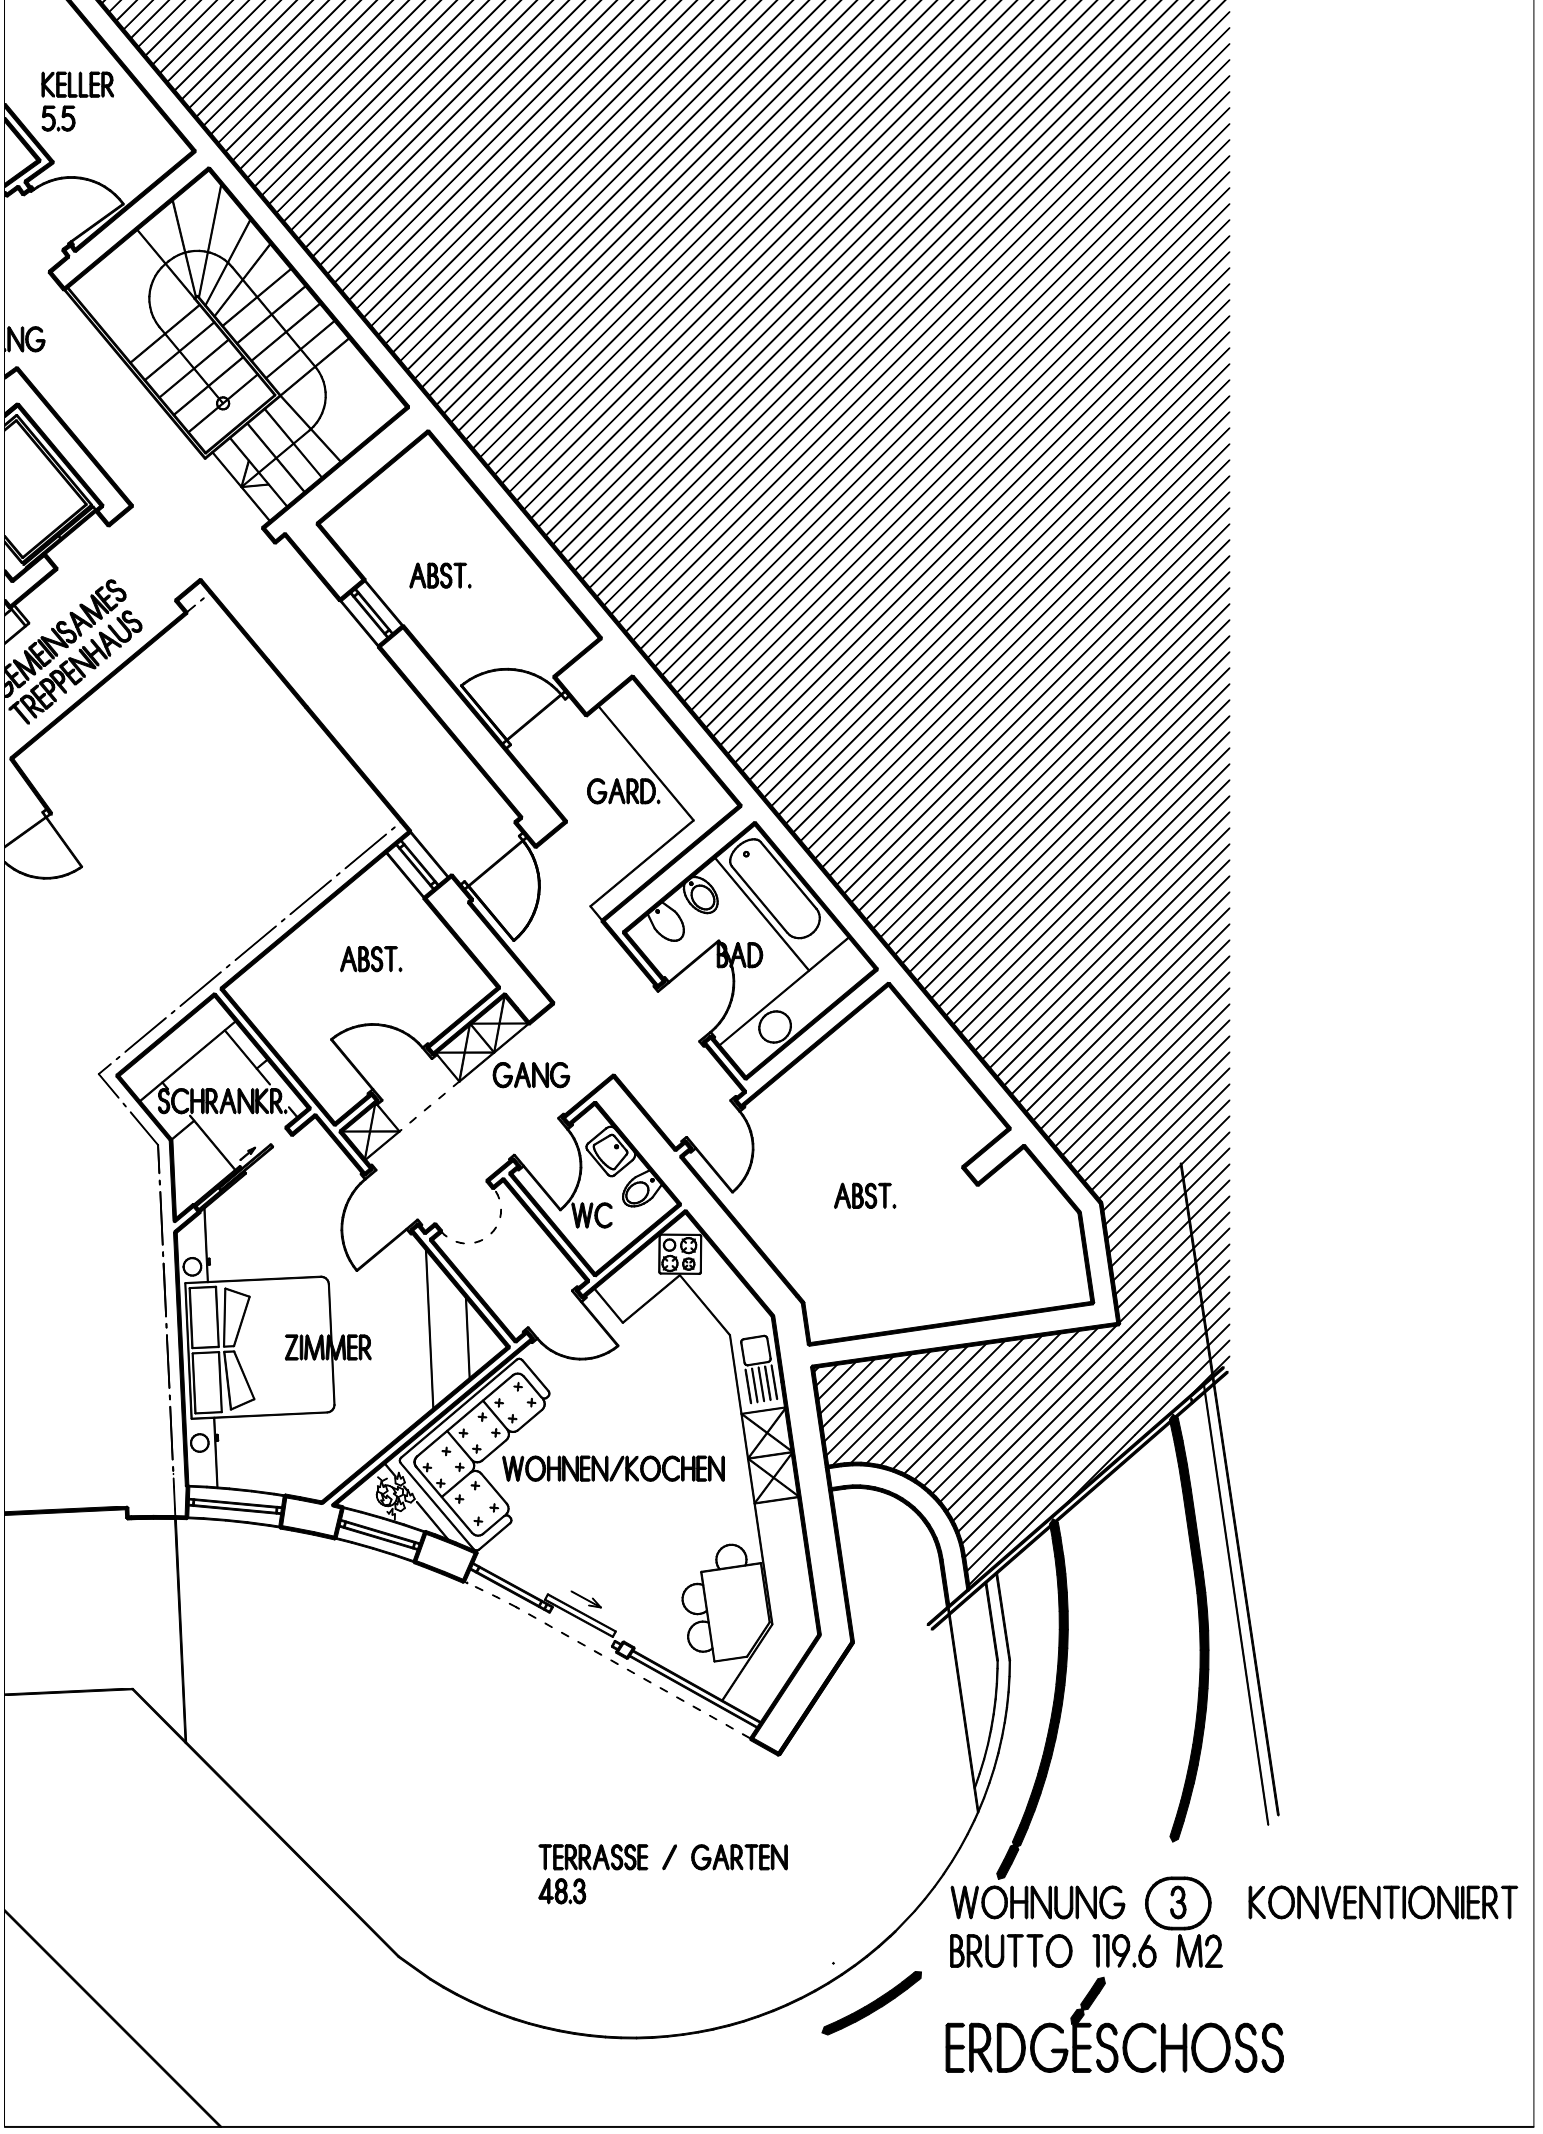 KELLER
5.5
NG
ABST.
GEMEINSAMES
TREPPENHAUS
GARD.
ABST.
BAD
GANG
SCHRANKR.
ABST.
WC
ZIMMER
WOHNEN/KOCHEN
TERRASSE / GARTEN
48.3
WOHNUNG 3 KONVENTIONIERT
BRUTTO 119.6 M2
ERDGESCHOSS